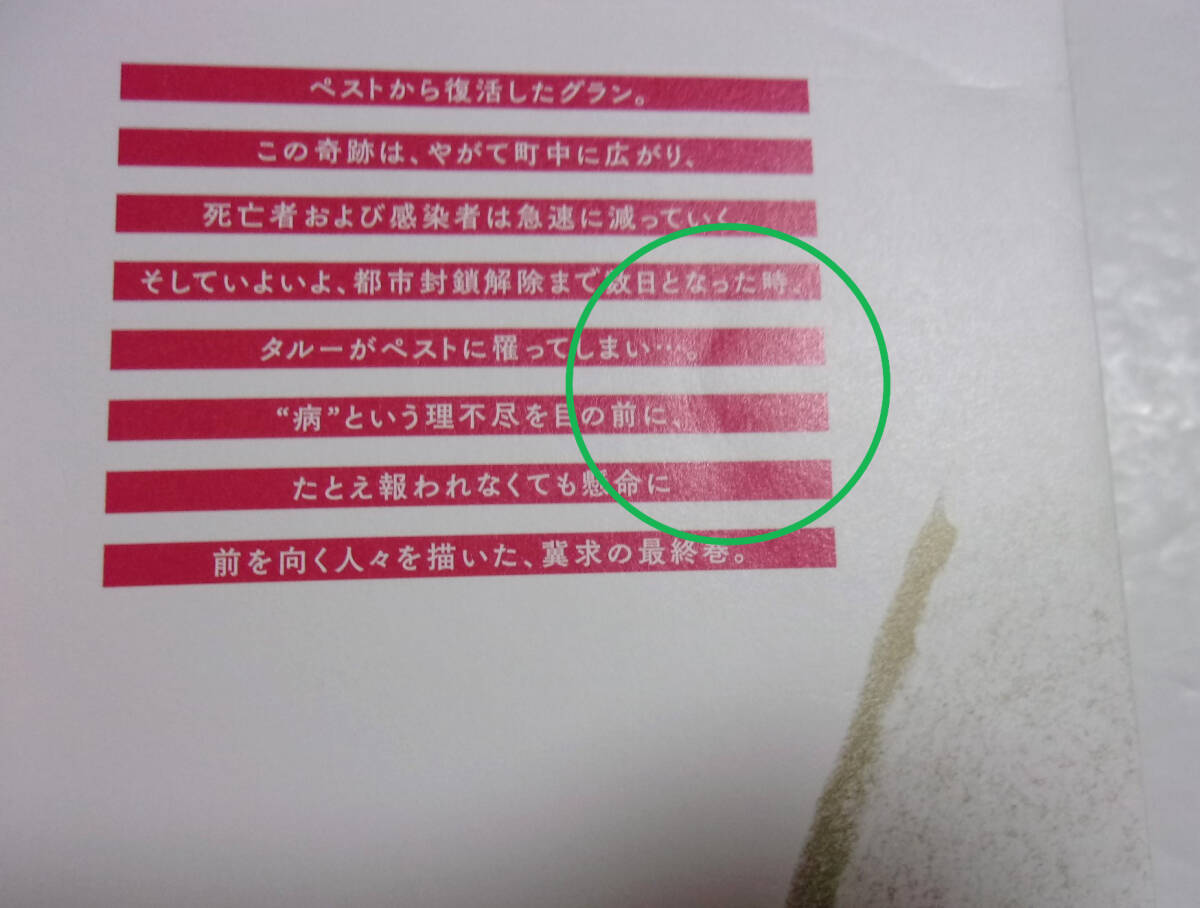 ペストから復活したグラン。
この奇跡は、やがて町中に広がり、
死亡者および感染者は急速に減っていく。
そしていよいよ、都市封鎖解除まで数日となった時、
タルーがペストに罹ってしまい…。
“病”という理不尽を目の前に、
たとえ報われなくても懸命に
前を向く人々を描いた、冀求の最終巻。